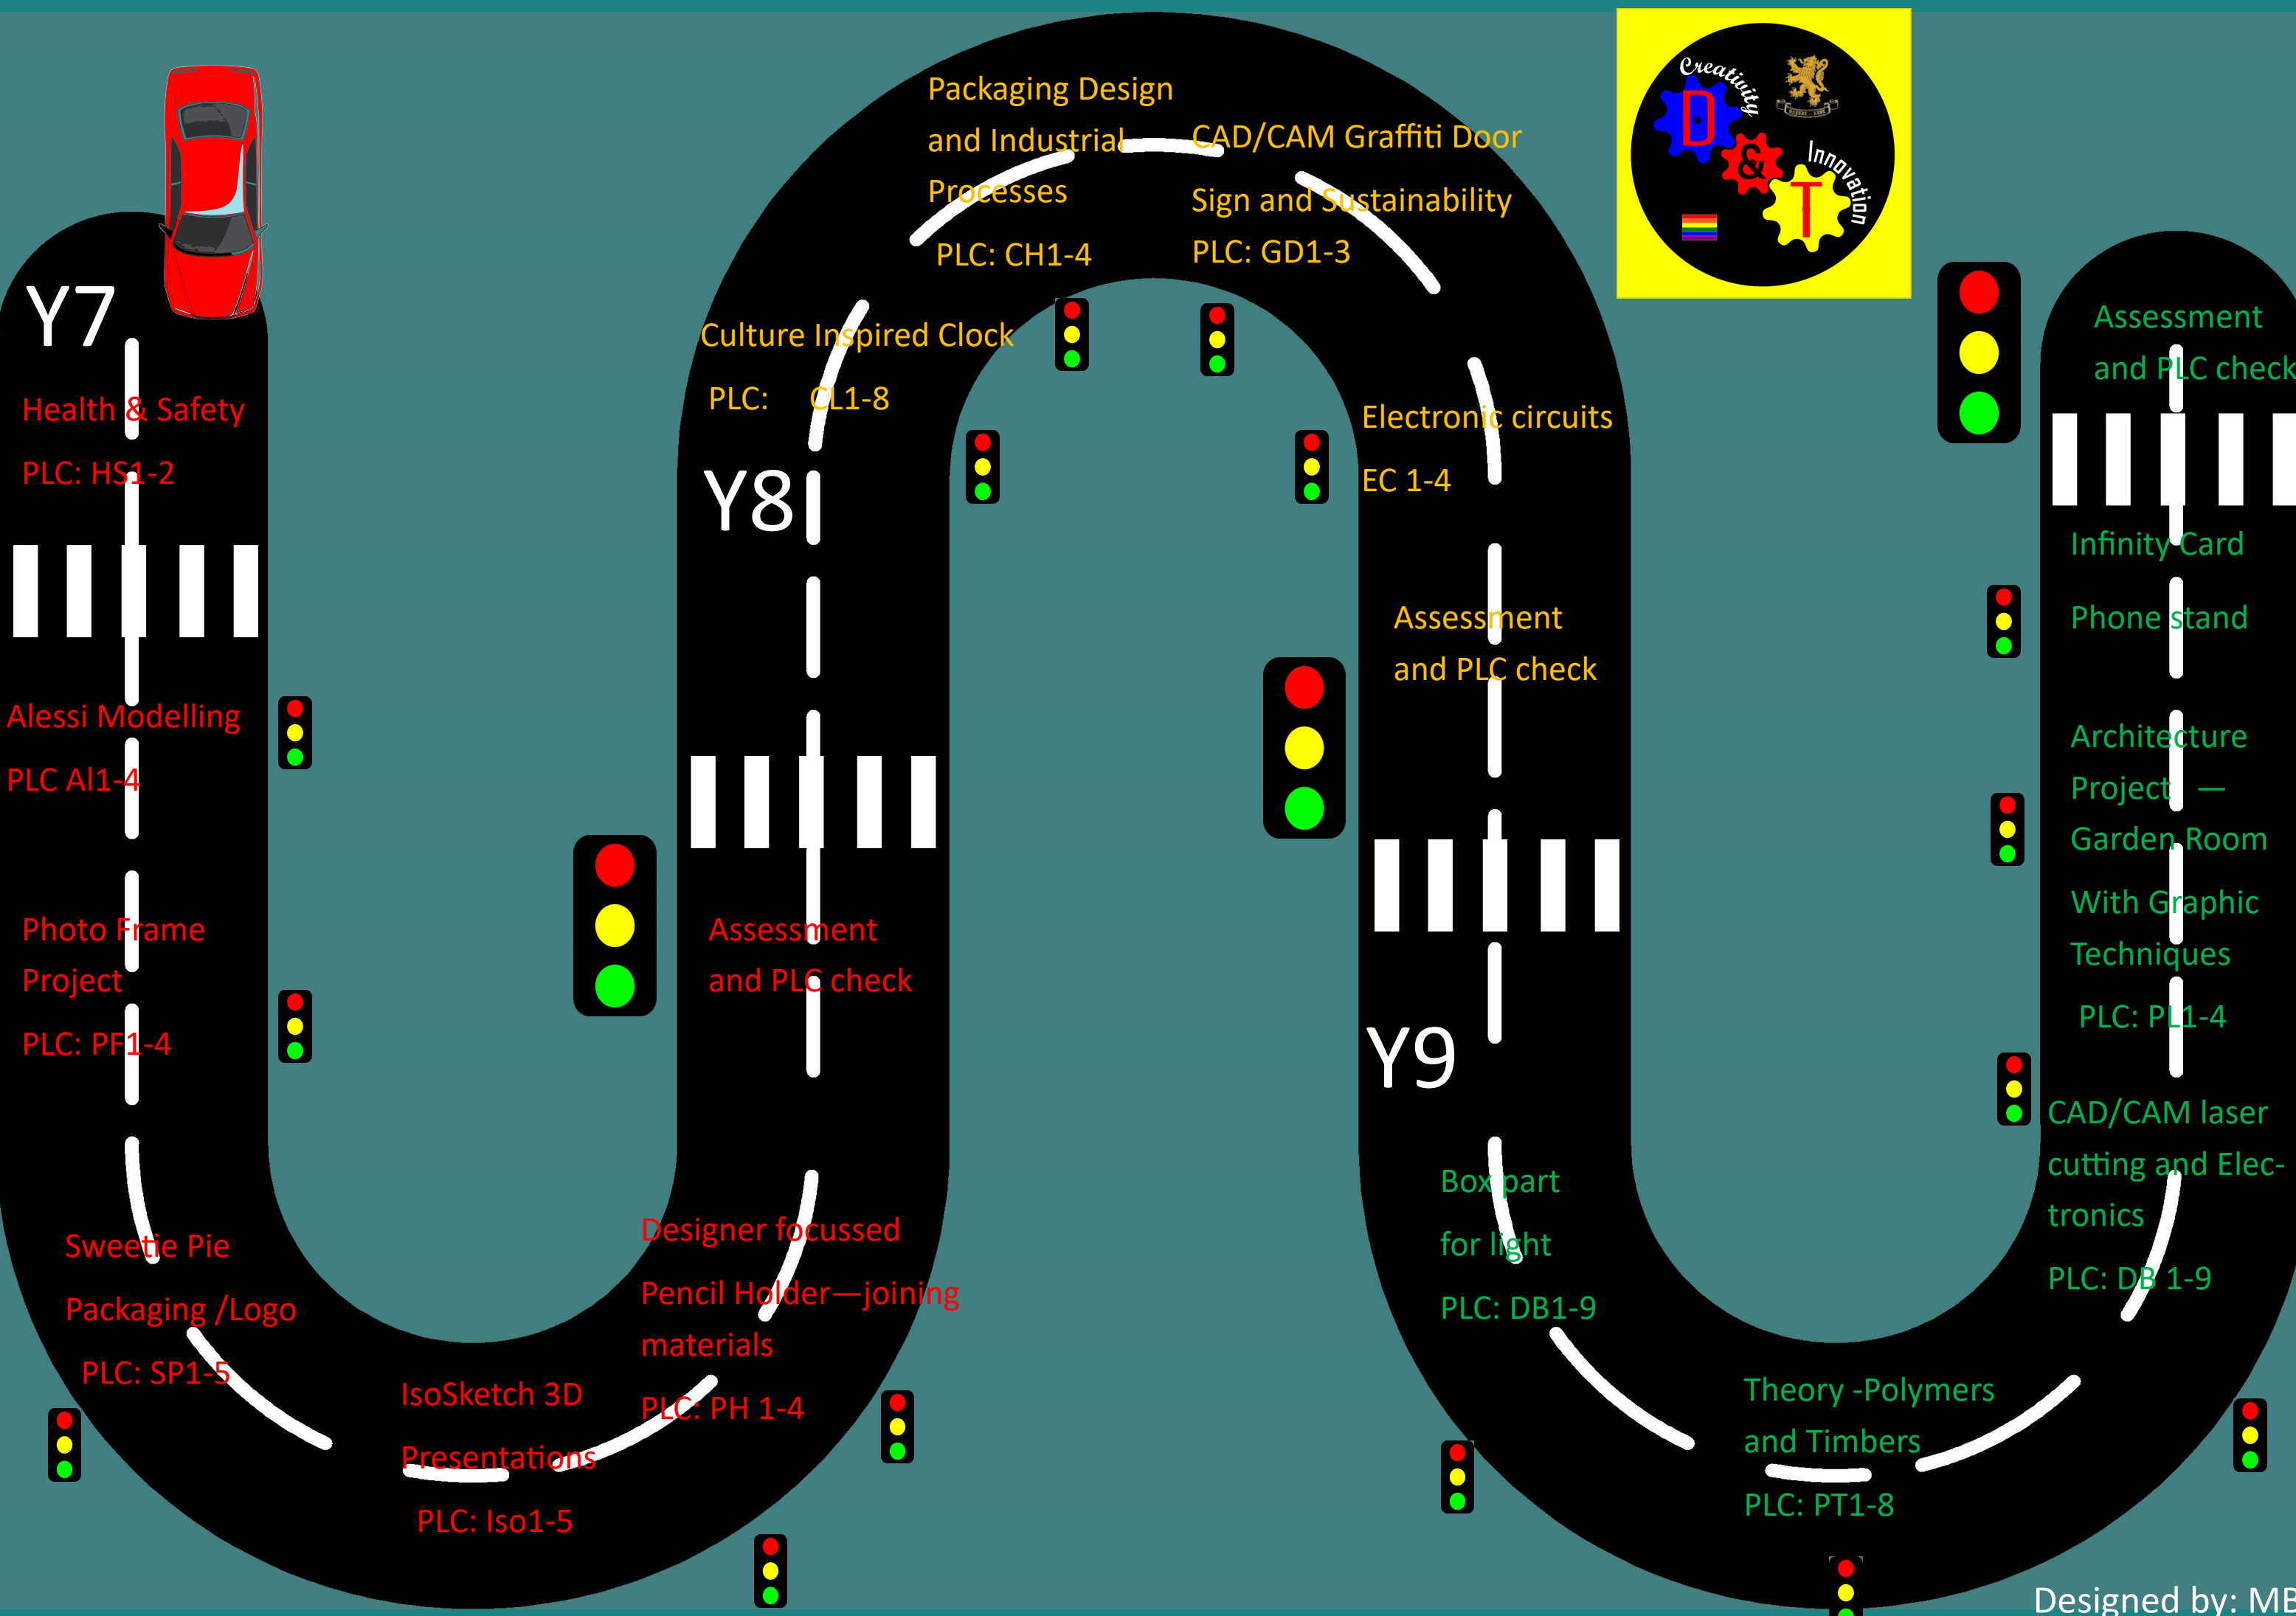 Y7
Health & Safety
PLC: HS1-2
Alessi Modelling
PLC Al1-4
Photo Frame
Project
PLC: PF1-4
Sweetie Pie
Packaging /Logo
PLC: SP1-5
IsoSketch 3D
Presentations
PLC: Iso1-5
Designer focussed
Pencil Holder—joining
materials
PLC: PH 1-4
Assessment
and PLC check
Y8
Culture Inspired Clock
PLC: CL1-8
Packaging Design
and Industrial
Processes
PLC: CH1-4
CAD/CAM Graffiti Door
Sign and Sustainability
PLC: GD1-3
Electronic circuits
EC 1-4
Assessment
and PLC check
Y9
Box part
for light
PLC: DB1-9
Theory -Polymers
and Timbers
PLC: PT1-8
CAD/CAM laser
cutting and Elec-
tronics
PLC: DB 1-9
Architecture
Project —
Garden Room
With Graphic
Techniques
PLC: PL1-4
Phone stand
Infinity Card
Assessment
and PLC check
Creativity
D
&
T
Innovation
Designed by: MB